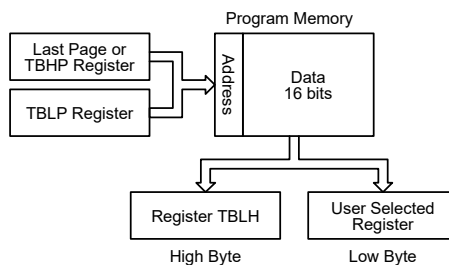 Program Memory
Last Page or
TBHP Register
TBLP Register
Address
Data
16 bits
Register TBLH
User Selected
Register
High Byte
Low Byte